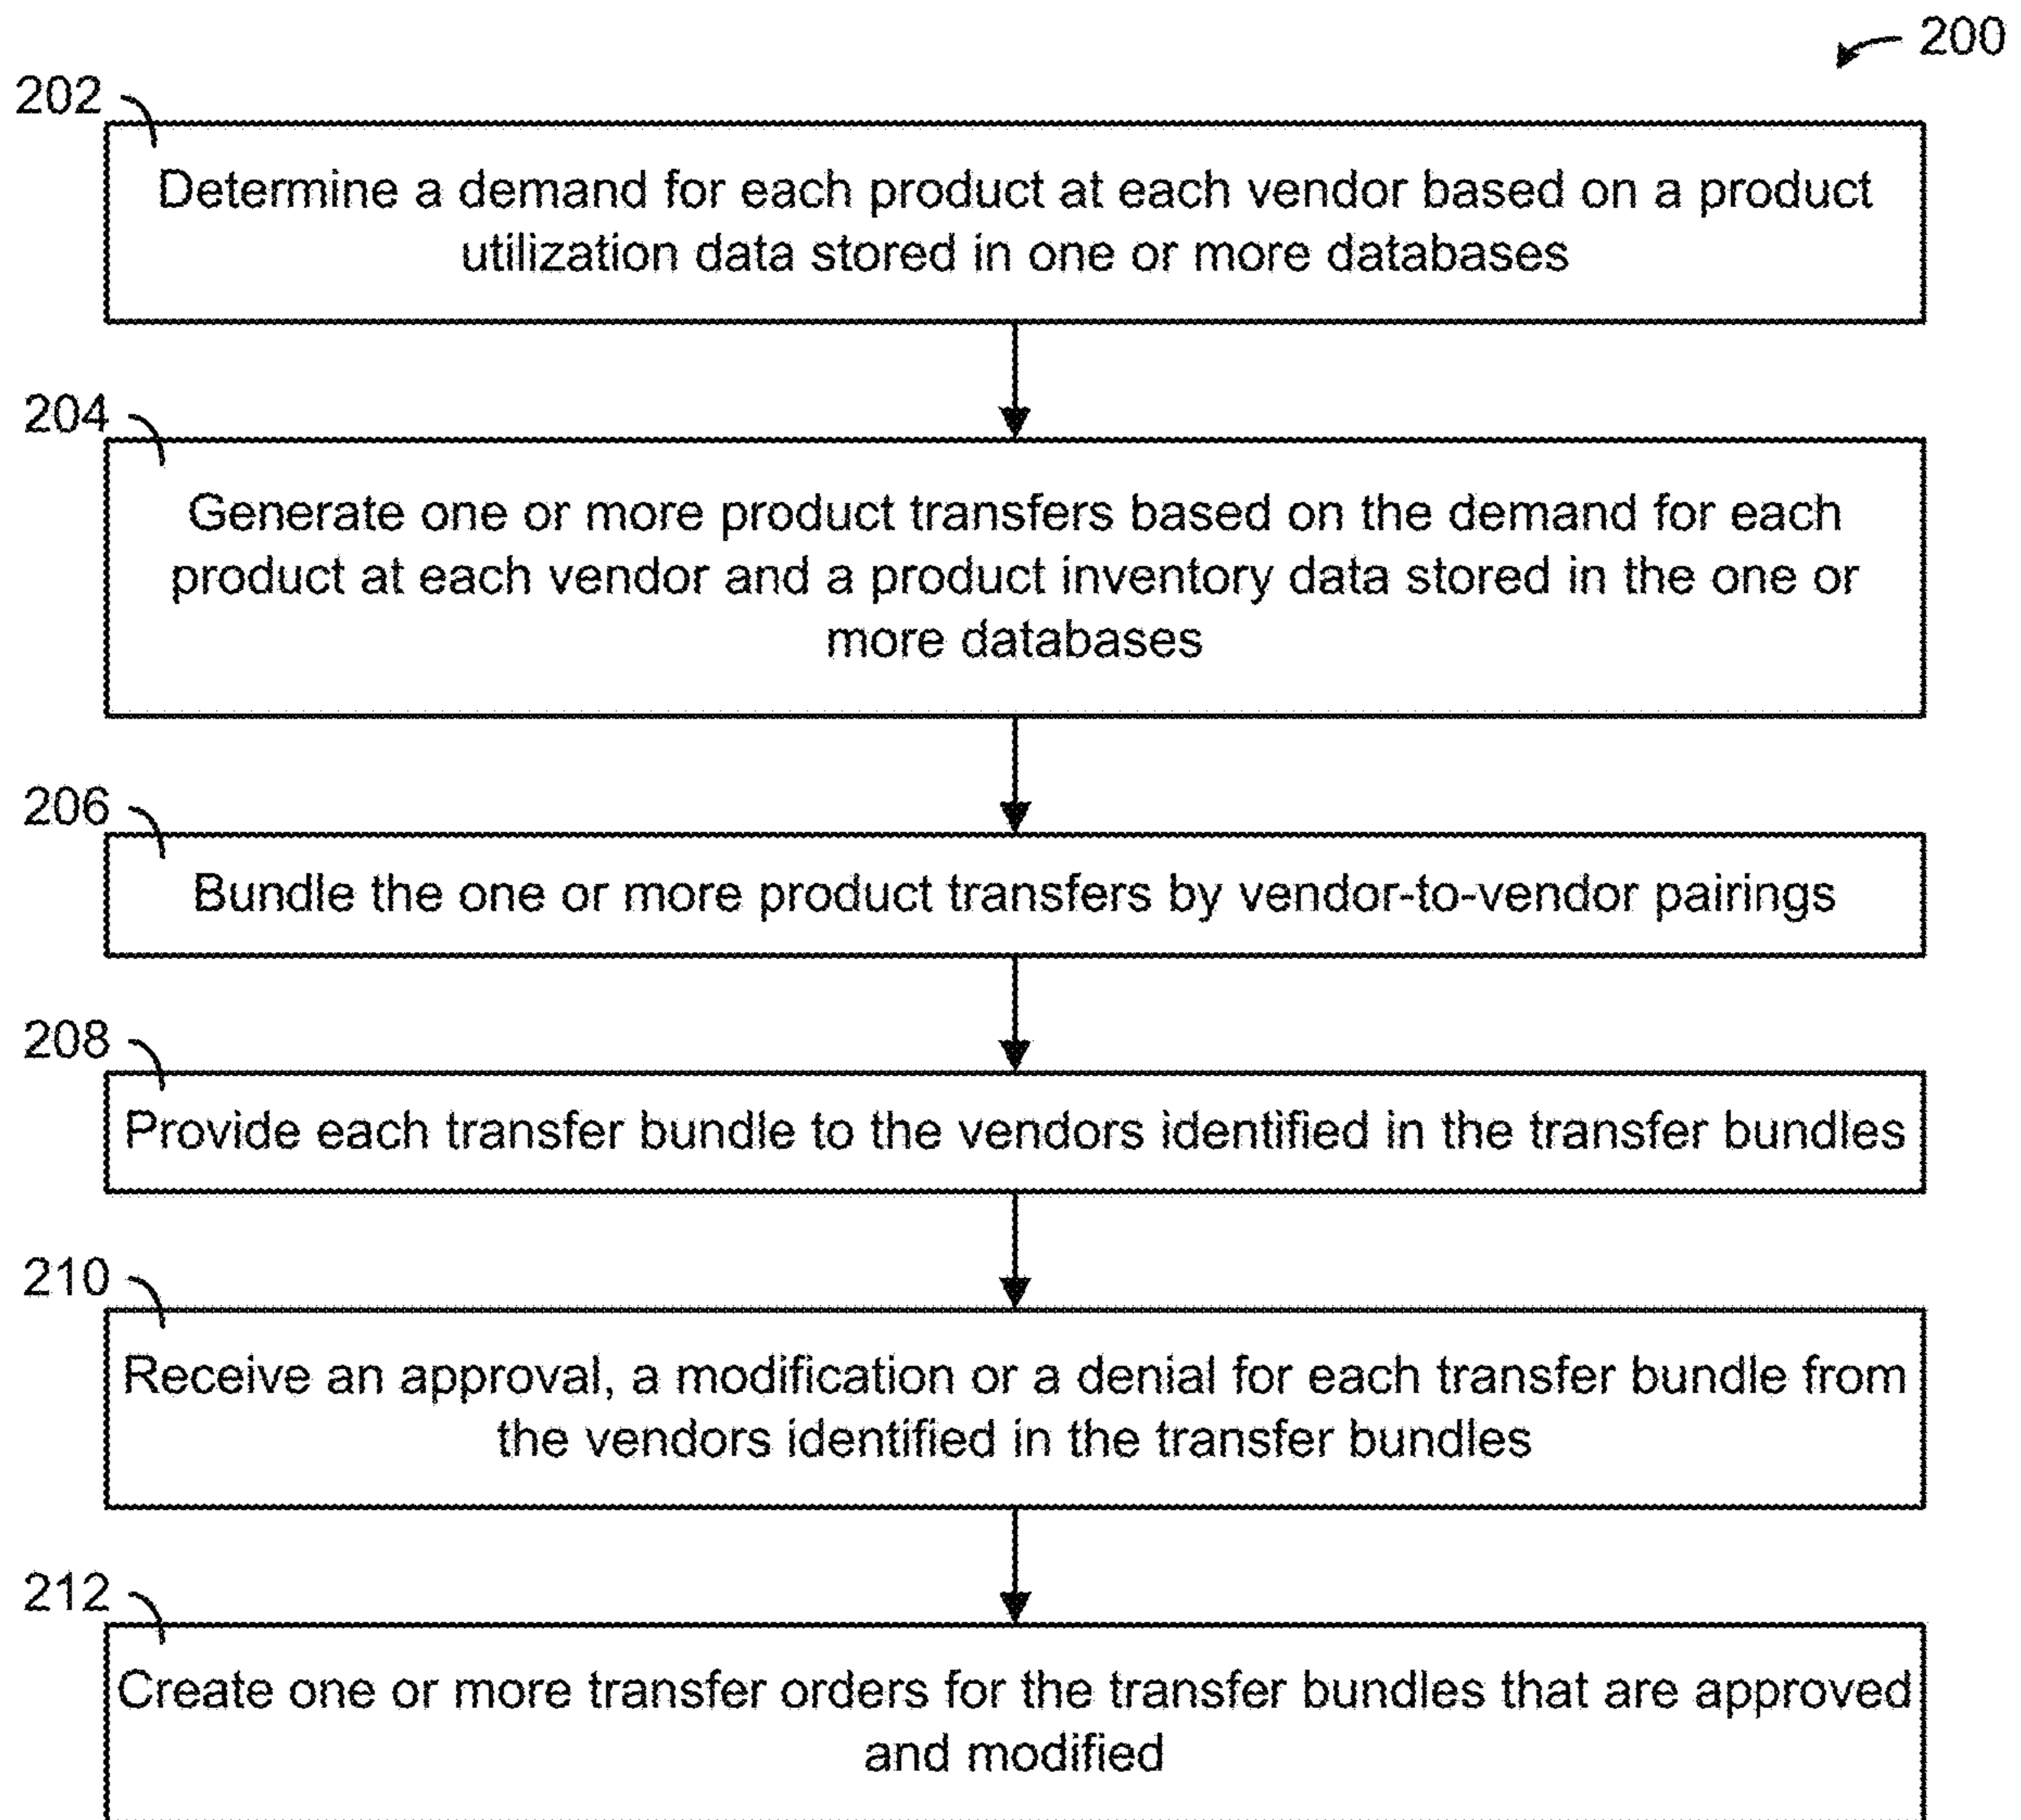 200
202
Determine a demand for each product at each vendor based on a product
utilization data stored in one or more databases
204
Generate one or more product transfers based on the demand for each
product at each vendor and a product inventory data stored in the one or
more databases
206
Bundle the one or more product transfers by vendor-to-vendor pairings
208
Provide each transfer bundle to the vendors identified in the transfer bundles
210
Receive an approval, a modification or a denial for each transfer bundle from
the vendors identified in the transfer bundles
212
Create one or more transfer orders for the transfer bundles that are approved
and modified